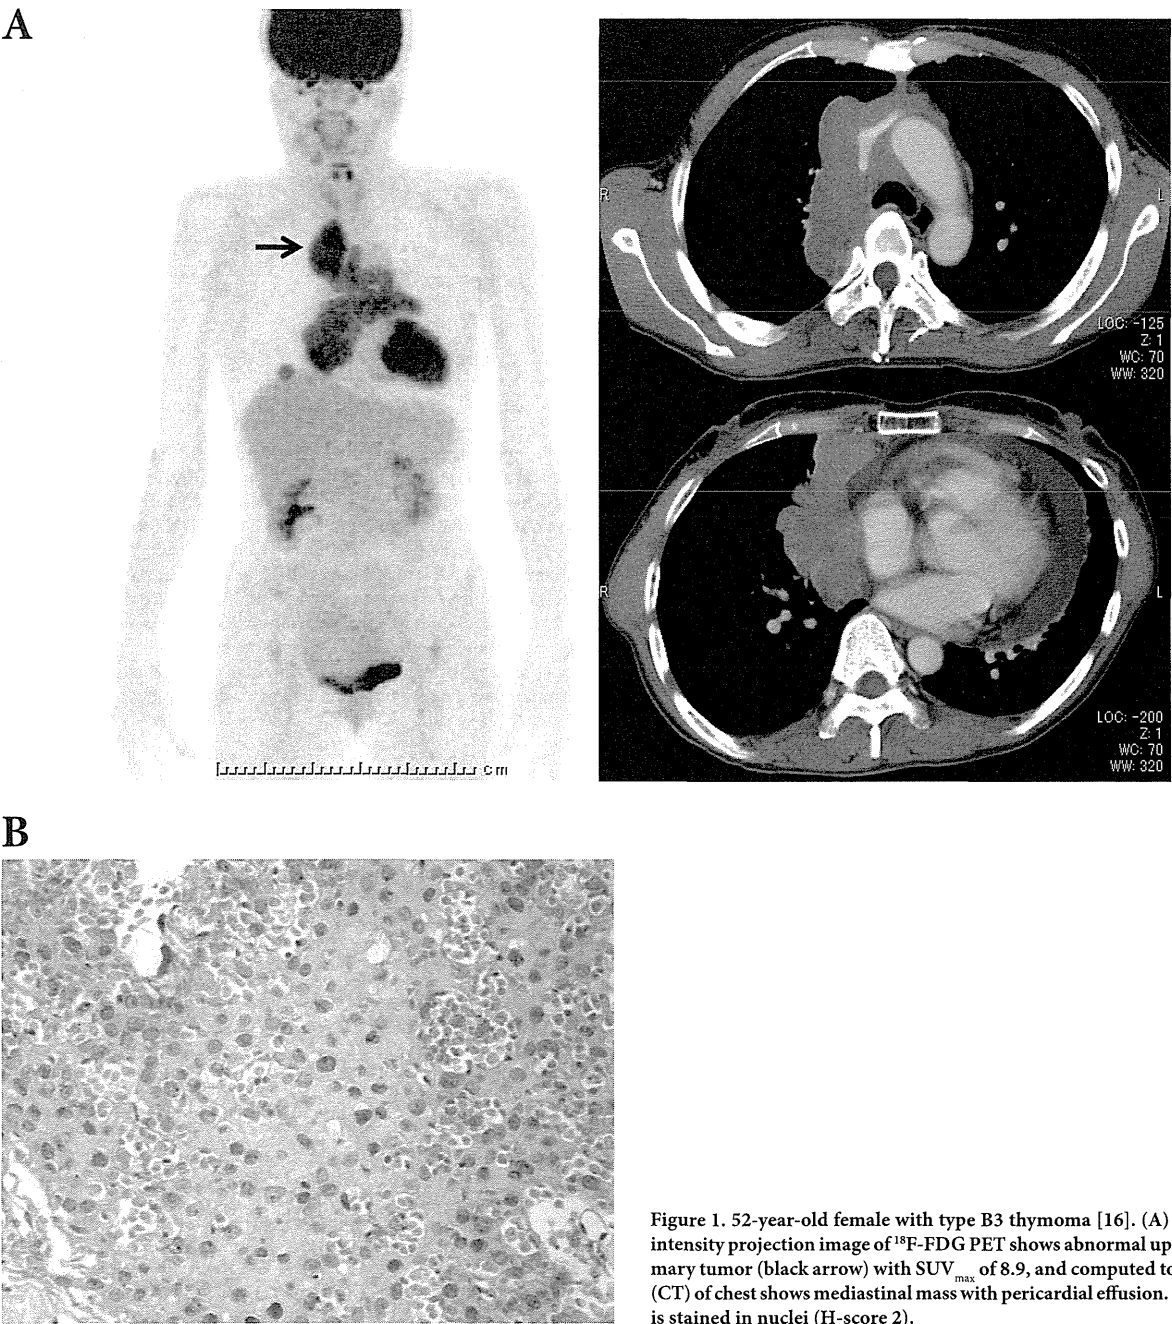 A
cm
R
L
LOC: -125
Z: 1
WC: 70
WW: 320
R
L
LOC: -200
Z: 1
WC: 70
WW: 320
B
Figure 1. 52-year-old female with type B3 thymoma [16]. (A)
intensity projection image of ¹⁸F-FDG PET shows abnormal up
mary tumor (black arrow) with SUVmax of 8.9, and computed to
(CT) of chest shows mediastinal mass with pericardial effusion.
is stained in nuclei (H-score 2).